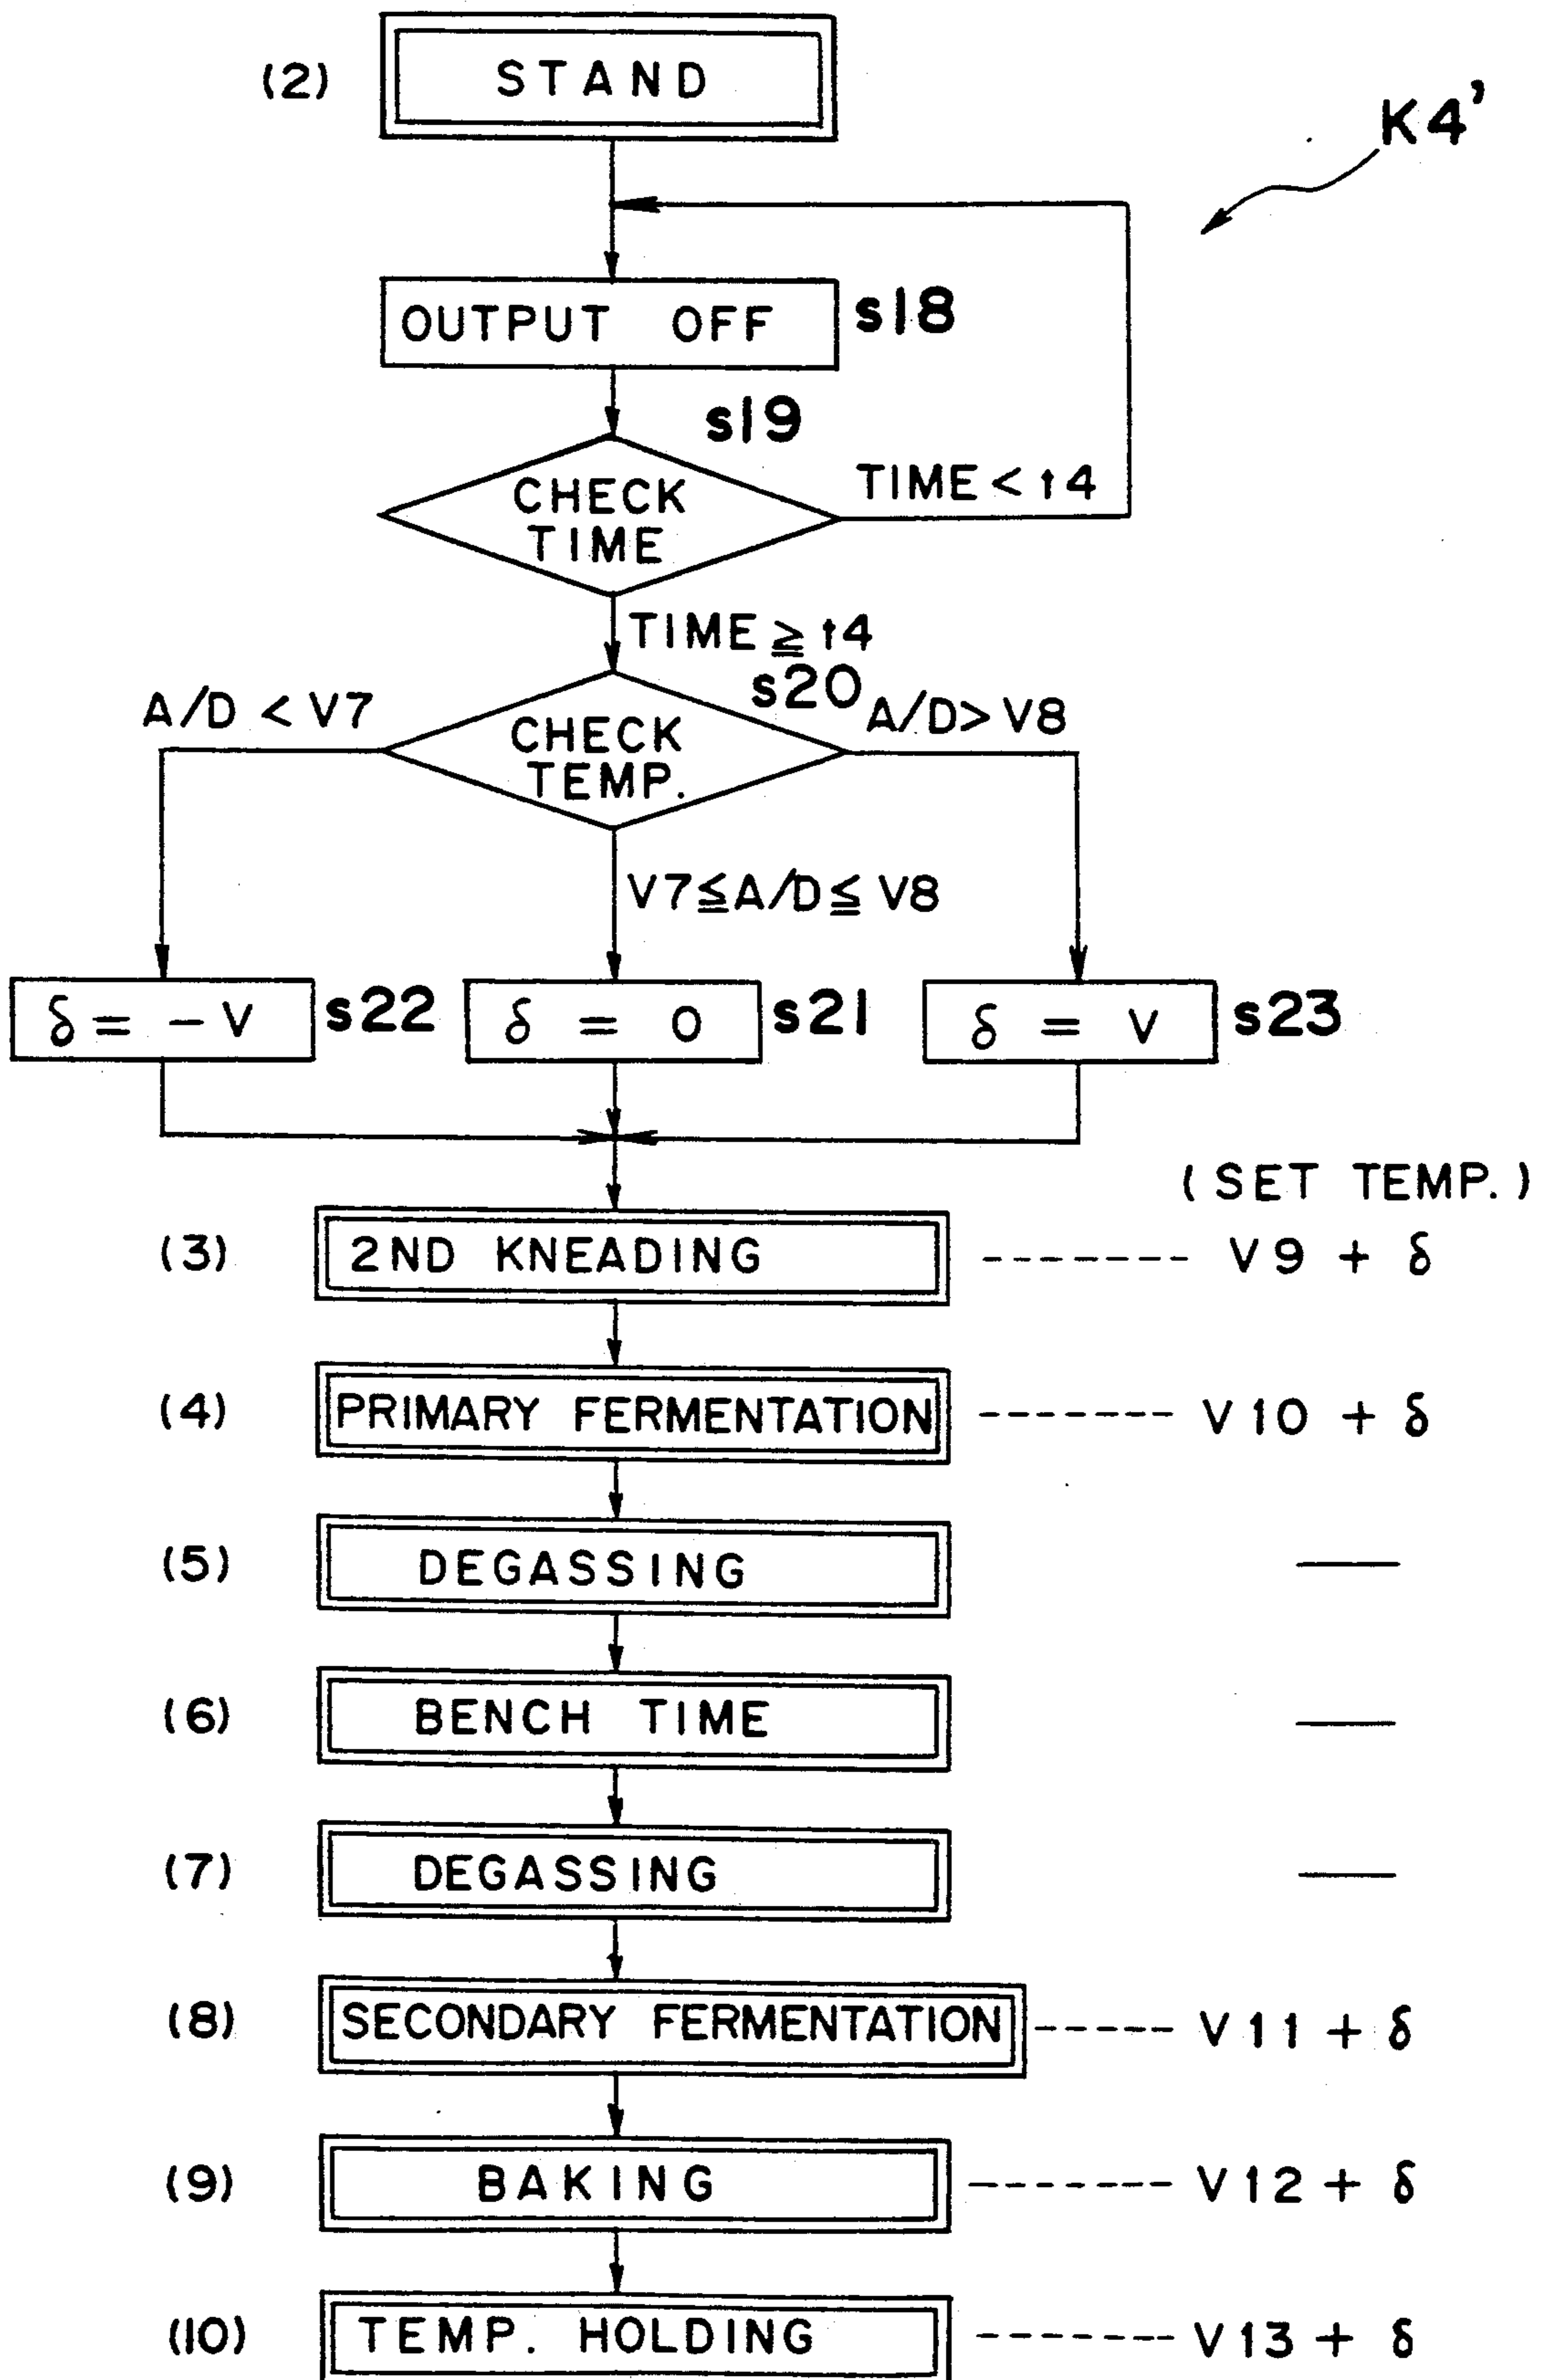 (2) STAND
K4'
OUTPUT OFF s18
s19
CHECK TIME
TIME < t4
TIME ≧ t4
s20
A/D < V7
A/D > V8
CHECK TEMP.
V7 ≦ A/D ≦ V8
δ = − V s22
δ = 0 s21
δ = V s23
(SET TEMP.)
(3) 2ND KNEADING ------- V9 + δ
(4) PRIMARY FERMENTATION ------- V10 + δ
(5) DEGASSING —
(6) BENCH TIME —
(7) DEGASSING —
(8) SECONDARY FERMENTATION ----- V11 + δ
(9) BAKING ------- V12 + δ
(10) TEMP. HOLDING ------- V13 + δ